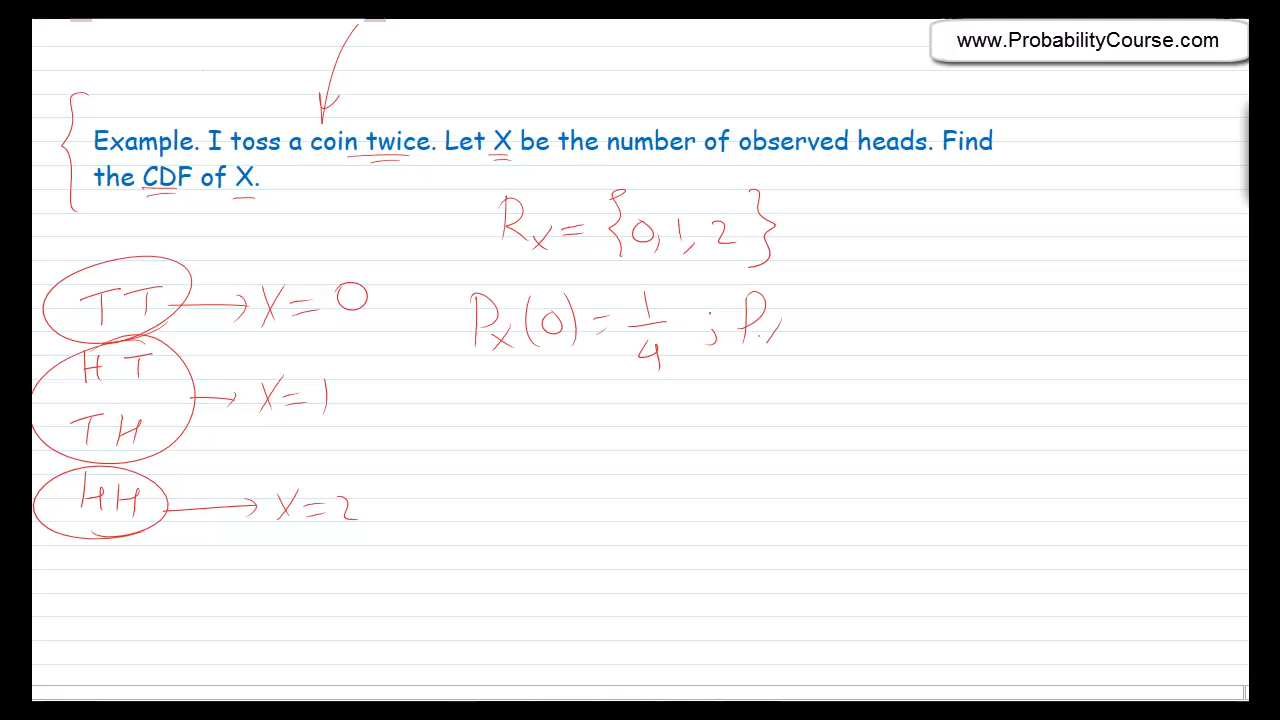 www.ProbabilityCourse.com
Example. I toss a coin twice. Let X be the number of observed heads. Find
the CDF of X.
R_X = {0, 1, 2}
TT → X = 0
P_X(0) = 1/4 ; P_X
HT
TH → X = 1
HH → X = 2